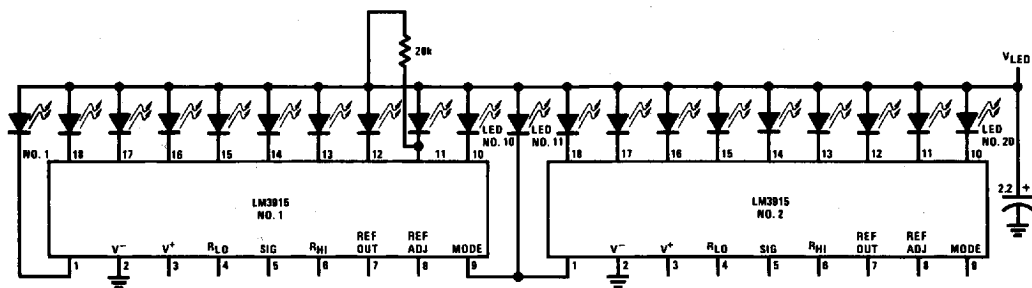 20k
V LED
NO. 1
LED NO. 10
LED NO. 11
LED NO. 20
18 17 16 15 14 13 12 11 10
18 17 16 15 14 13 12 11 10
2.2 +
LM3915
NO. 1
LM3915
NO. 2
V− V+ RLO SIG RHI REF OUT REF ADJ MODE
V− V+ RLO SIG RHI REF OUT REF ADJ MODE
1 2 3 4 5 6 7 8 9
1 2 3 4 5 6 7 8 9